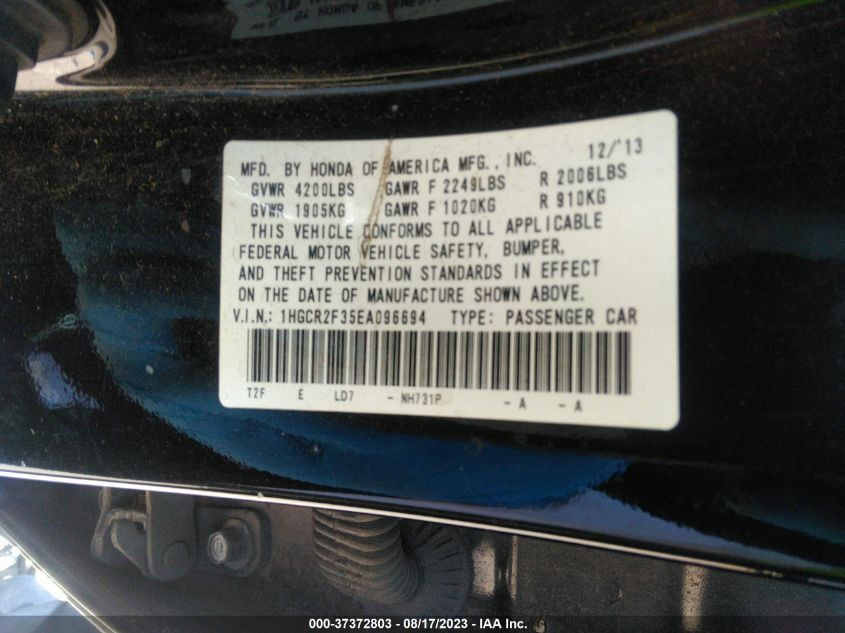 MFD. BY HONDA OF AMERICA MFG., INC. 12/'13
GVWR 4200LBS GAWR F 2249LBS R 2006LBS
GVWR 1905KG GAWR F 1020KG R 910KG
THIS VEHICLE CONFORMS TO ALL APPLICABLE
FEDERAL MOTOR VEHICLE SAFETY, BUMPER,
AND THEFT PREVENTION STANDARDS IN EFFECT
ON THE DATE OF MANUFACTURE SHOWN ABOVE.
V.I.N.: 1HGCR2F35EA096694 TYPE: PASSENGER CAR
T2F E LD7 - NH731P - A - A
000-37372803 - 08/17/2023 - IAA Inc.